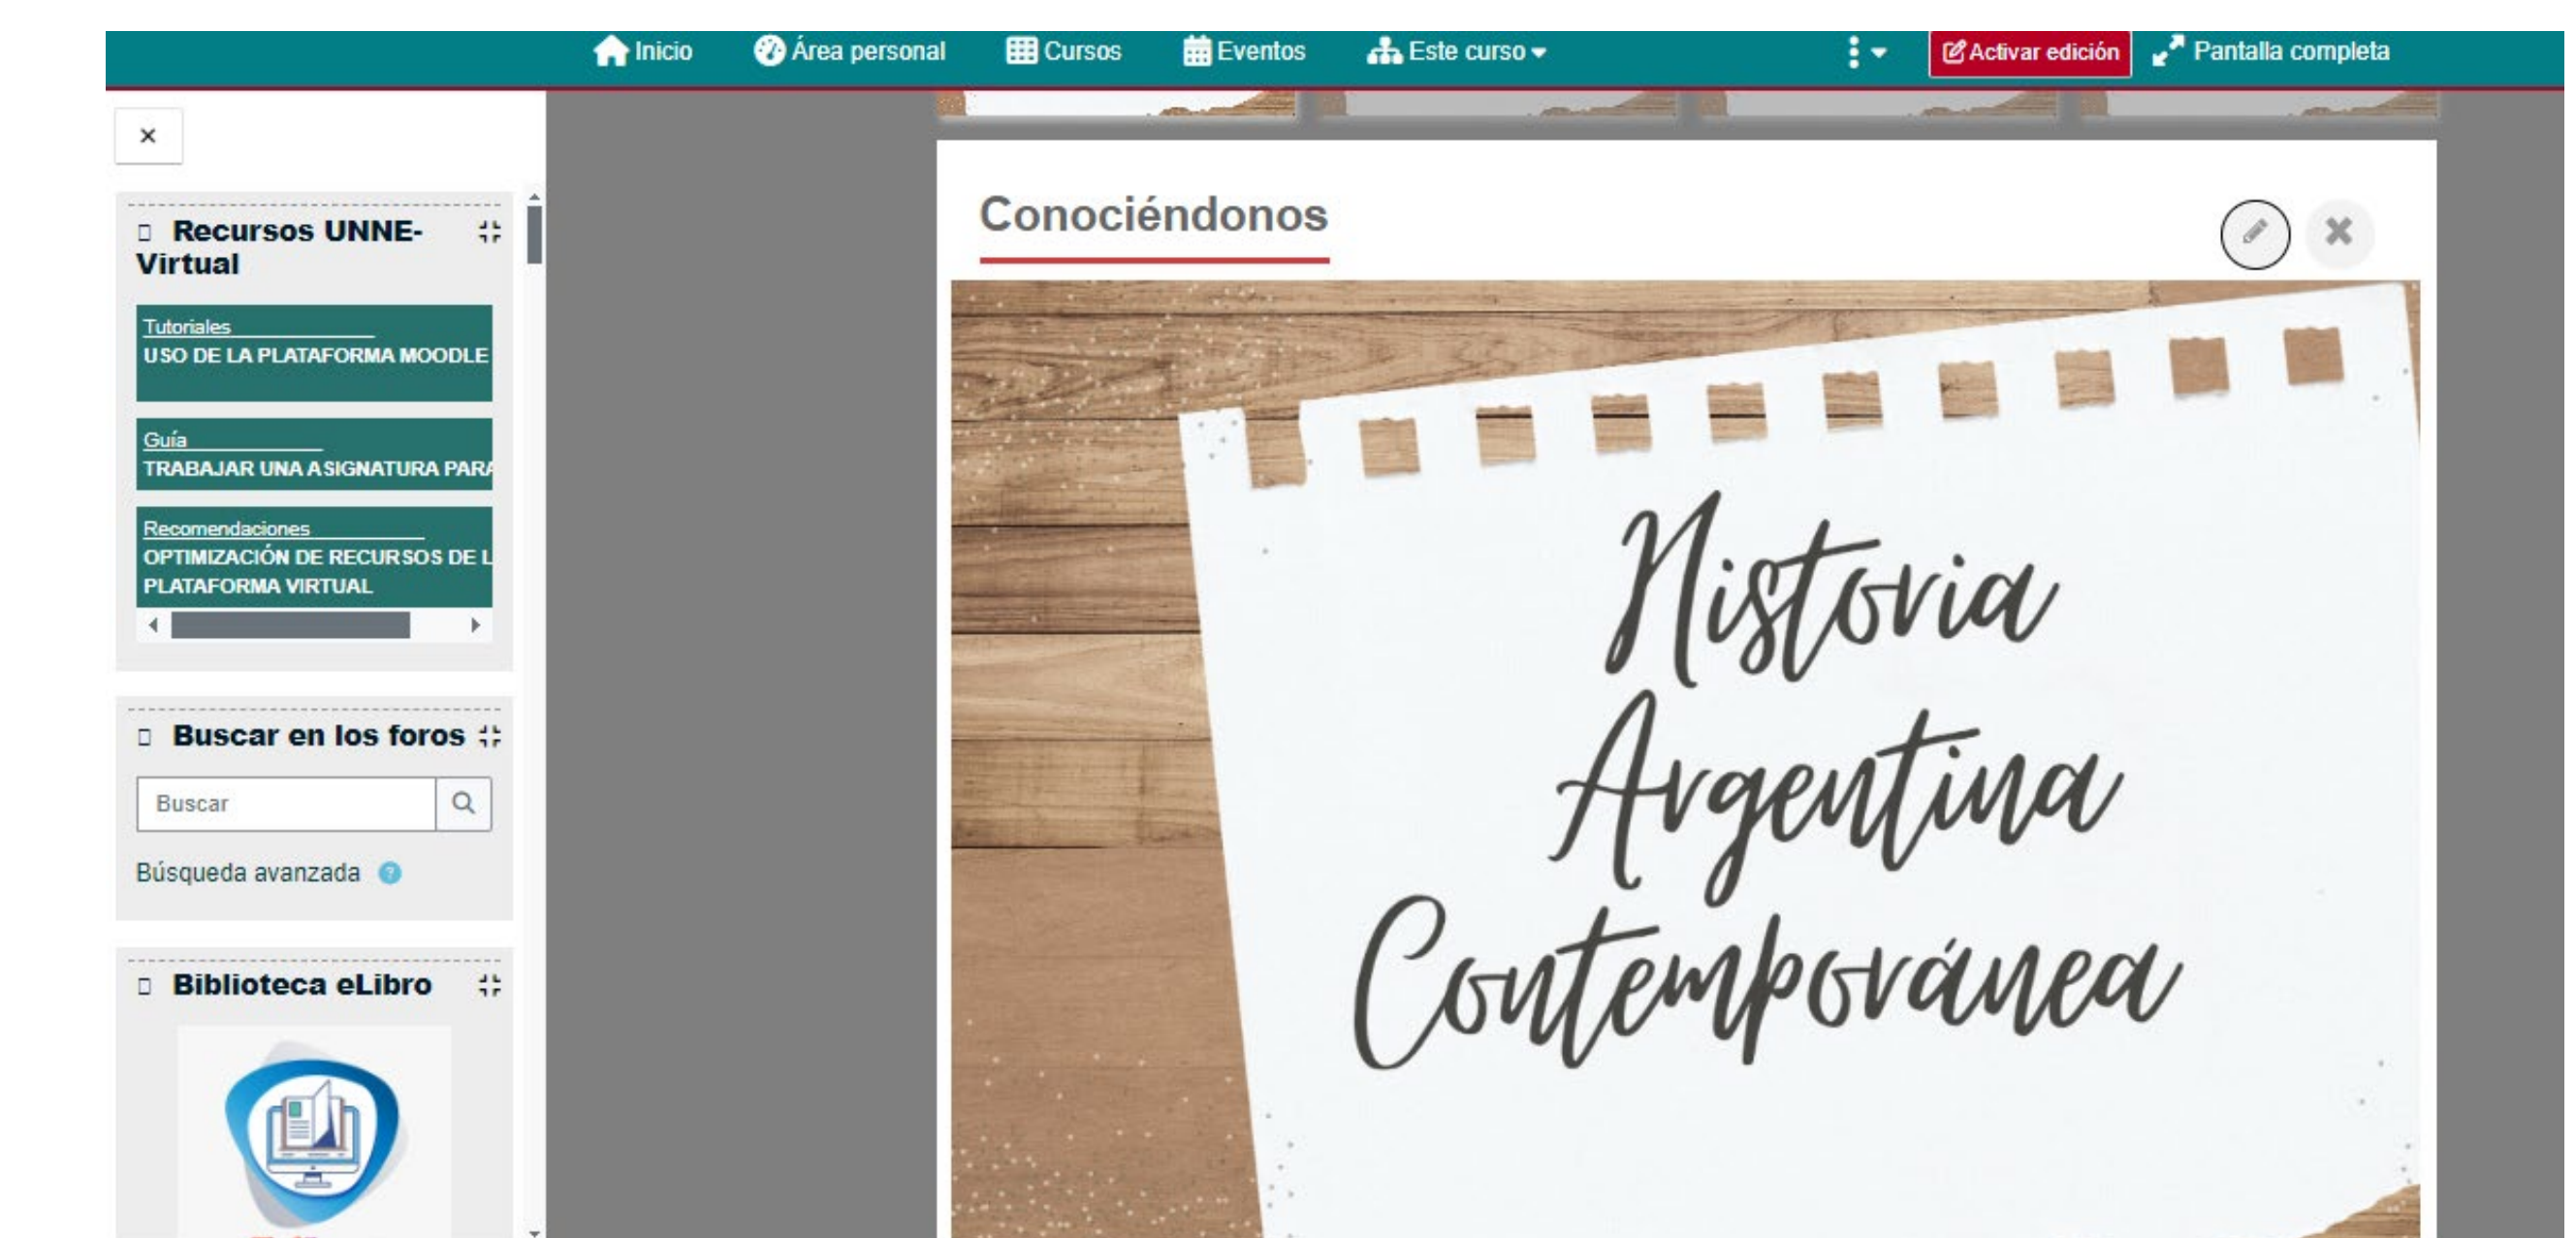 Inicio
Área personal
Cursos
Eventos
Este curso
Activar edición
Pantalla completa
Recursos UNNE-
Virtual
Tutoriales
USO DE LA PLATAFORMA MOODLE
Guía
TRABAJAR UNA ASIGNATURA PARA
Recomendaciones
OPTIMIZACIÓN DE RECURSOS DE L
PLATAFORMA VIRTUAL
Buscar en los foros
Buscar
Búsqueda avanzada
Biblioteca eLibro
Conociéndonos
Historia
Argentina
Contemporánea